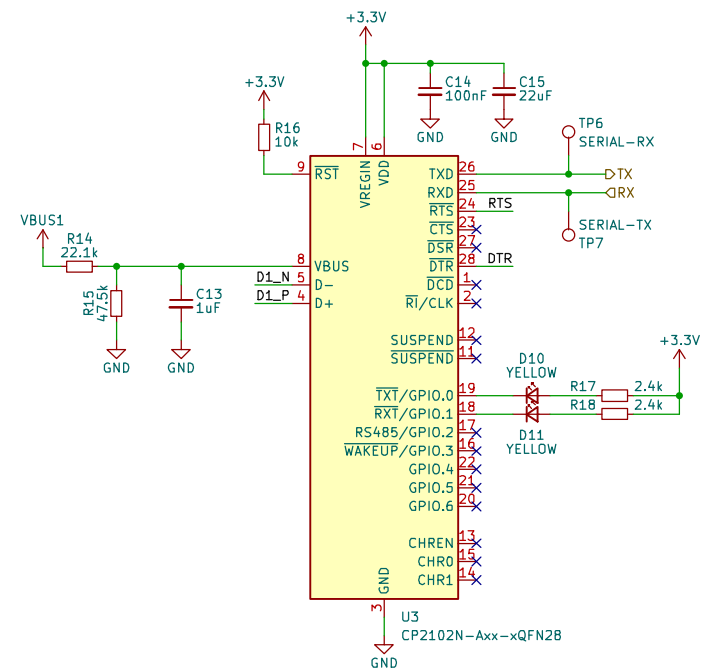 +3.3V
+3.3V
C14
100nF
C15
22uF
GND
GND
R16
10k
TP6
SERIAL-RX
7
6
9
RST
VREGIN
VDD
TXD
26
TX
RXD
25
RX
RTS
24
RTS
CTS
23
SERIAL-TX
TP7
DSR
27
DTR
28
DTR
DCD
1
RI/CLK
2
VBUS1
R14
22.1k
8
VBUS
D1_N
5
D-
D1_P
4
D+
R15
47.5k
C13
1uF
GND
GND
SUSPEND
12
SUSPEND
11
+3.3V
D10
YELLOW
TXT/GPIO.0
19
R17
2.4k
RXT/GPIO.1
18
R18
2.4k
D11
YELLOW
RS485/GPIO.2
17
WAKEUP/GPIO.3
16
GPIO.4
22
GPIO.5
21
GPIO.6
20
CHREN
13
CHR0
15
CHR1
14
GND
3
U3
CP2102N-Axx-xQFN28
GND